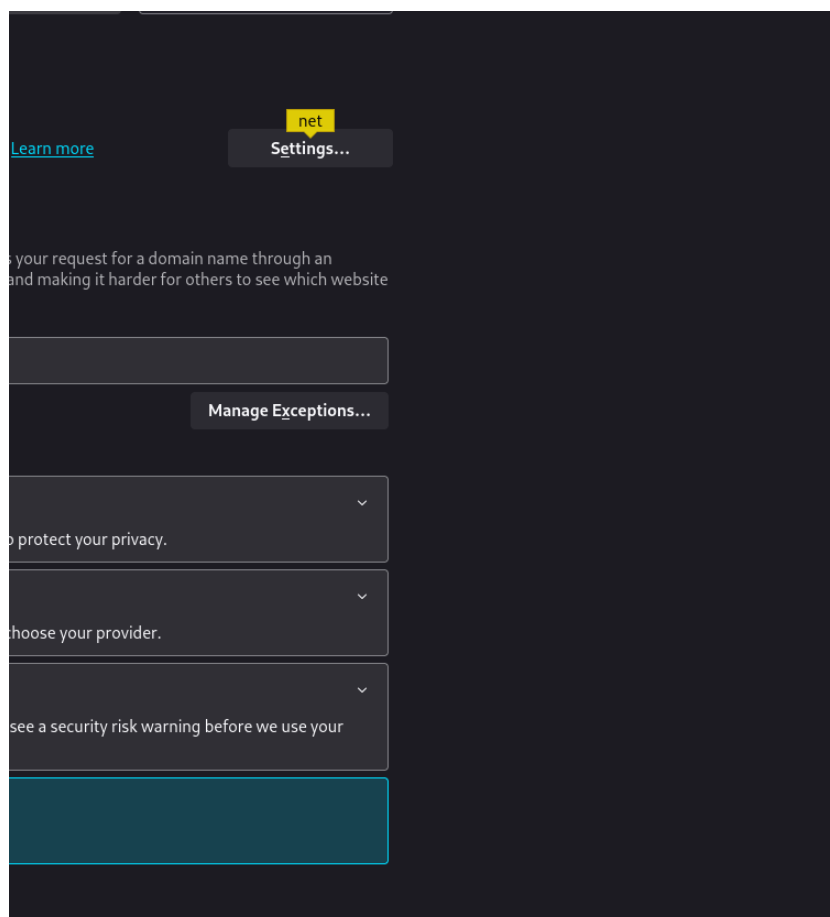 net
Learn more
Settings...
your request for a domain name through an
and making it harder for others to see which website
Manage Exceptions...
protect your privacy.
choose your provider.
see a security risk warning before we use your